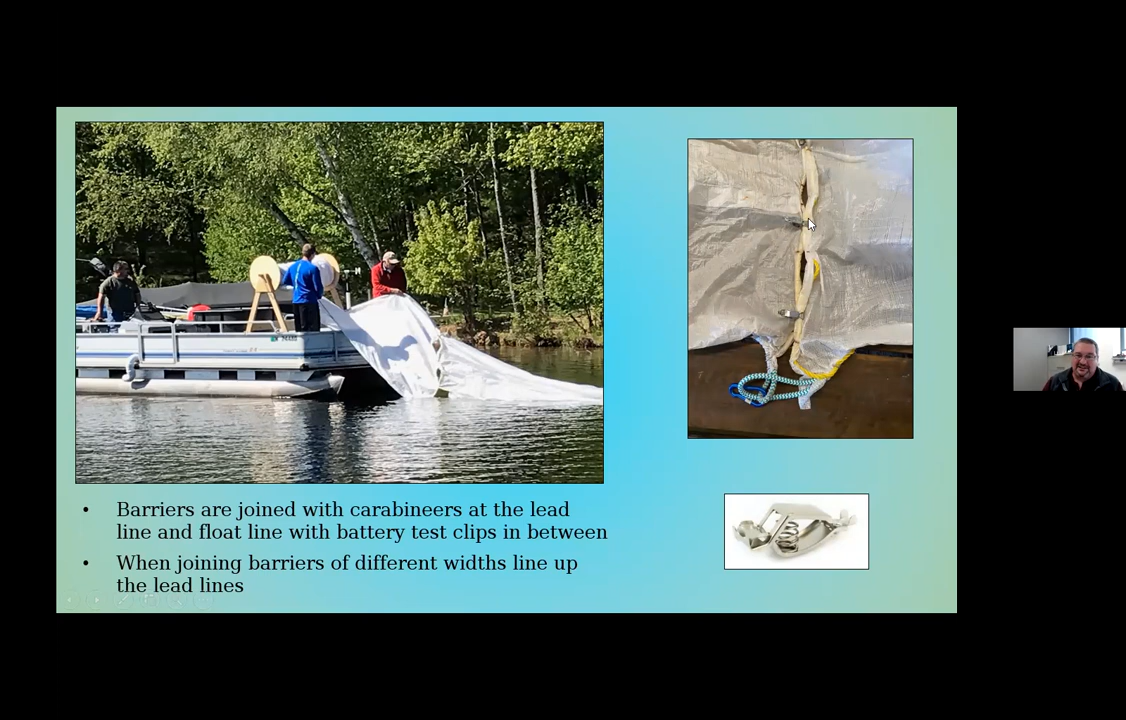 • Barriers are joined with carabineers at the lead
line and float line with battery test clips in between
• When joining barriers of different widths line up
the lead lines